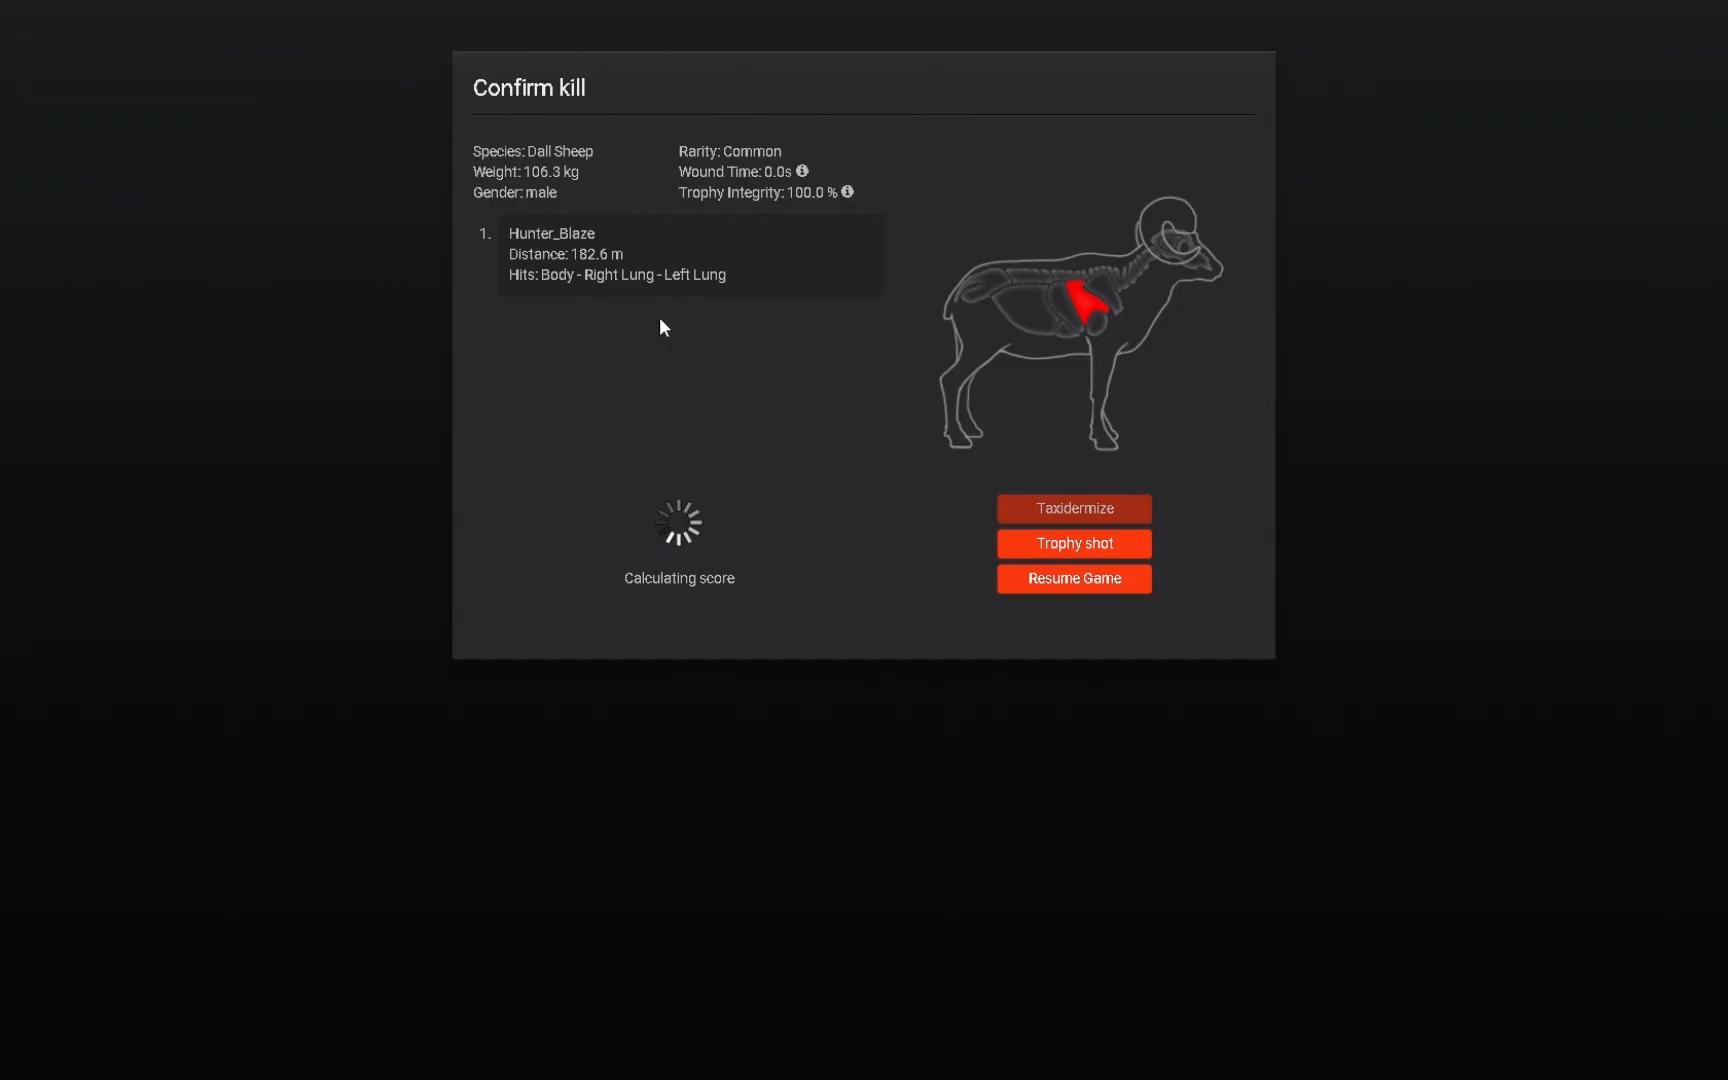 Confirm kill
Species: Dall Sheep
Rarity: Common
Weight: 106.3 kg
Wound Time: 0.0s
Gender: male
Trophy Integrity: 100.0 %
1.
Hunter_Blaze
Distance: 182.6 m
Hits: Body - Right Lung - Left Lung
Taxidermize
Trophy shot
Calculating score
Resume Game